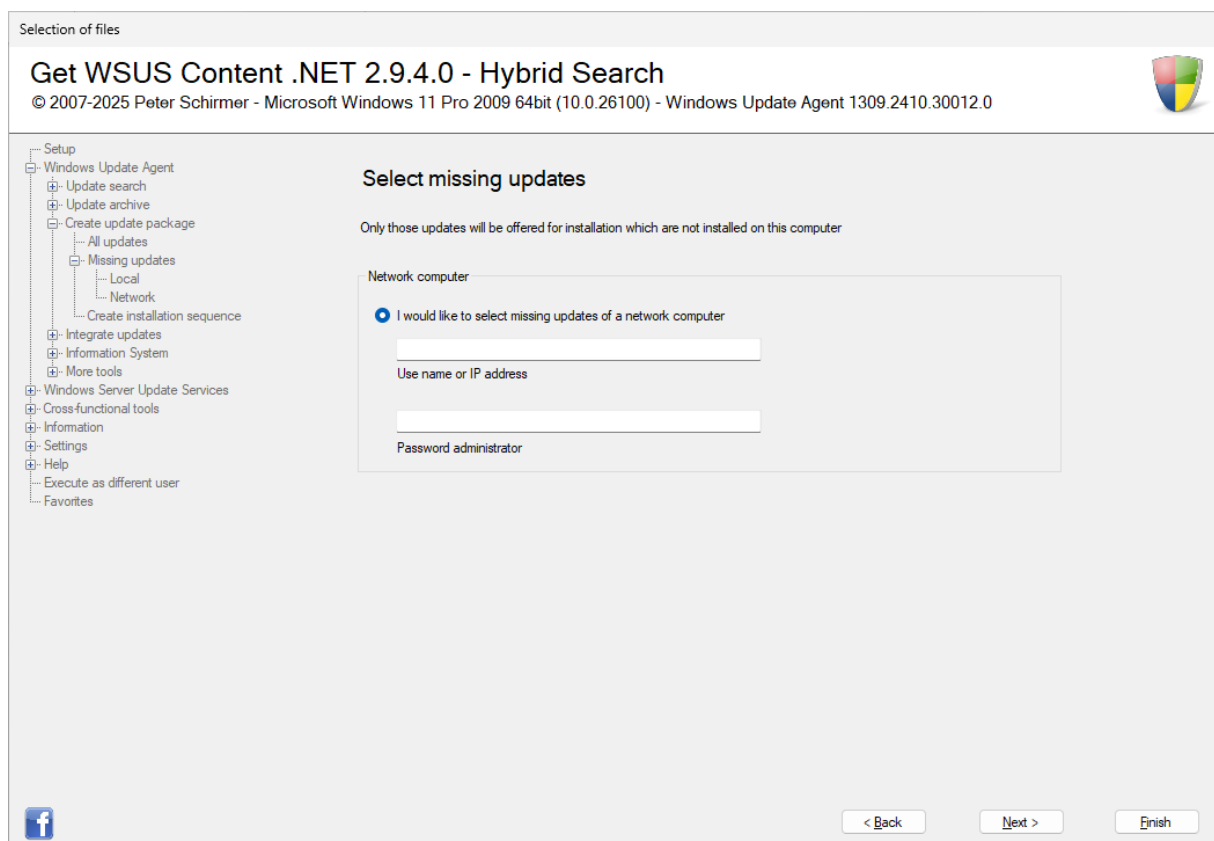 Selection of files
Get WSUS Content .NET 2.9.4.0 - Hybrid Search
© 2007-2025 Peter Schirmer - Microsoft Windows 11 Pro 2009 64bit (10.0.26100) - Windows Update Agent 1309.2410.30012.0
Setup
Windows Update Agent
Update search
Update archive
Create update package
All updates
Missing updates
Local
Network
Create installation sequence
Integrate updates
Information System
More tools
Windows Server Update Services
Cross-functional tools
Information
Settings
Help
Execute as different user
Favorites
Select missing updates
Only those updates will be offered for installation which are not installed on this computer
Network computer
I would like to select missing updates of a network computer
Use name or IP address
Password administrator
f
< Back
Next >
Finish